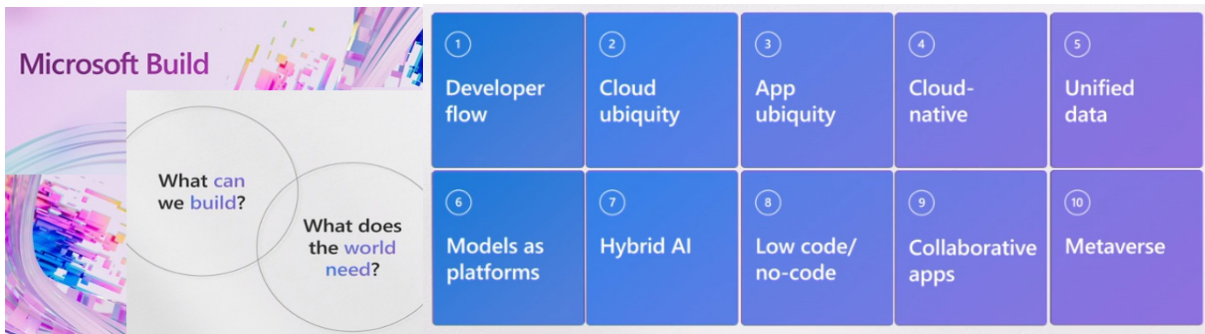 Microsoft Build
What can
we build?
What does
the world
need?
1
Developer
flow
2
Cloud
ubiquity
3
App
ubiquity
4
Cloud-
native
5
Unified
data
6
Models as
platforms
7
Hybrid AI
8
Low code/
no-code
9
Collaborative
apps
10
Metaverse